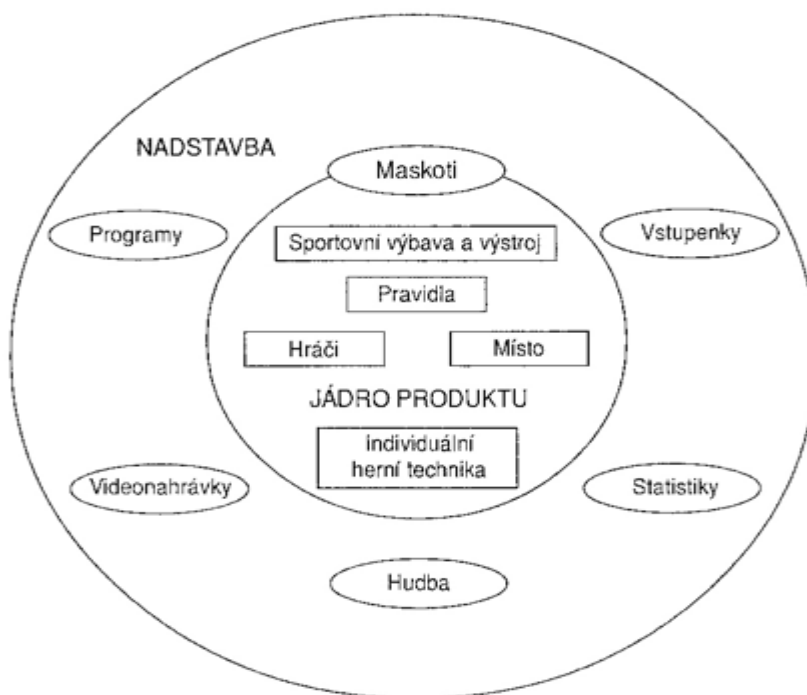 NADSTAVBA
Maskoti
Programy
Vstupenky
Sportovní výbava a výstroj
Pravidla
Hráči
Místo
JÁDRO PRODUKTU
individuální
herní technika
Videonahrávky
Statistiky
Hudba